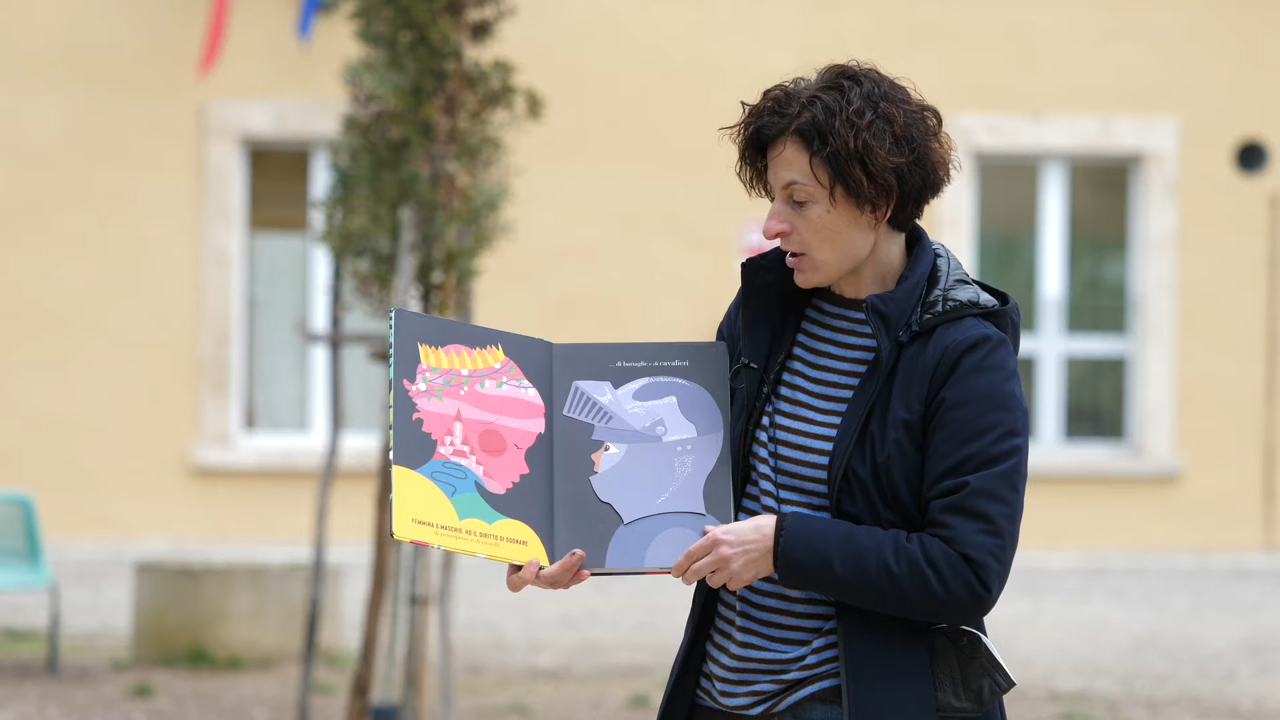 FEMMINA O MASCHIO, HO IL DIRITTO DI SOGNARE
di principesse e di castelli...
... di battaglie e di cavalieri